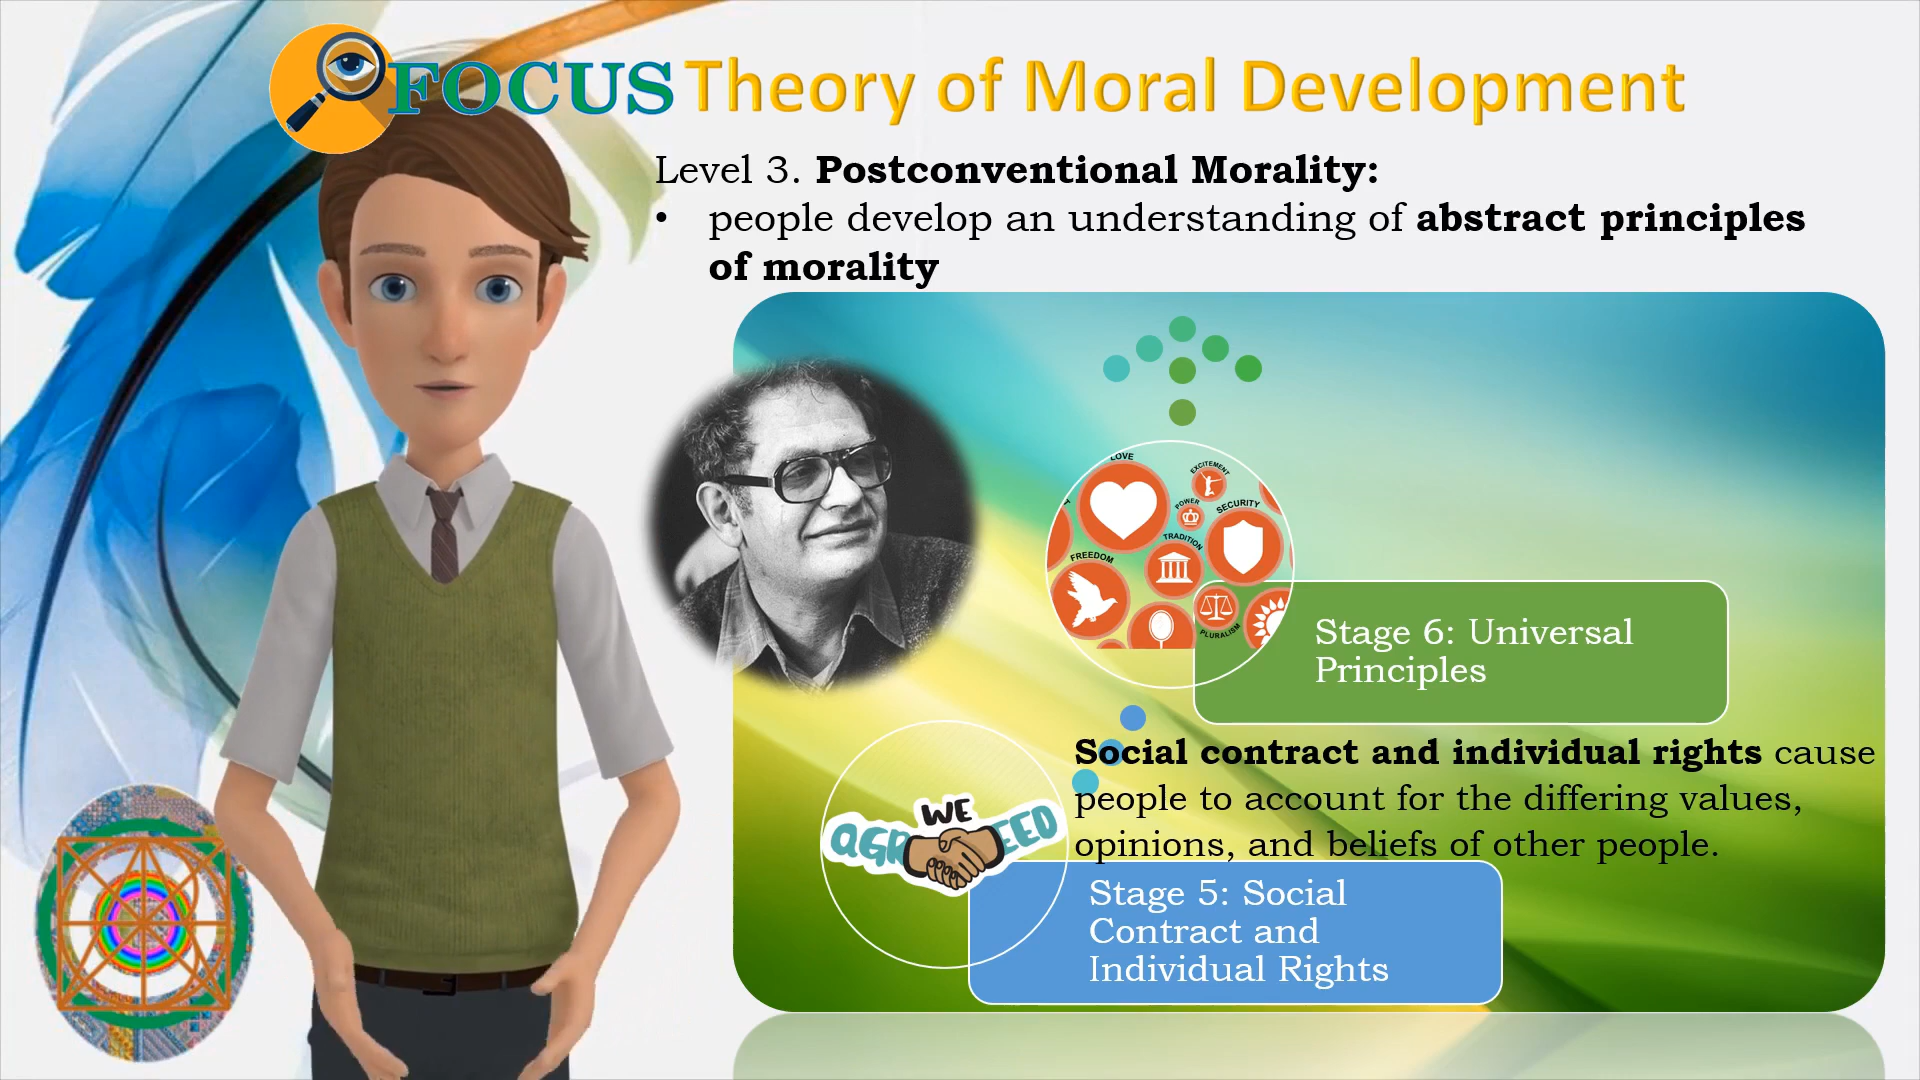 FOCUS Theory of Moral Development
Level 3. Postconventional Morality:
• people develop an understanding of abstract principles
of morality
LOVE
EXCITEMENT
POWER
SECURITY
TRADITION
FREEDOM
PLURALISM
Stage 6: Universal
Principles
Social contract and individual rights cause
people to account for the differing values,
opinions, and beliefs of other people.
WE
AGREEED
Stage 5: Social
Contract and
Individual Rights